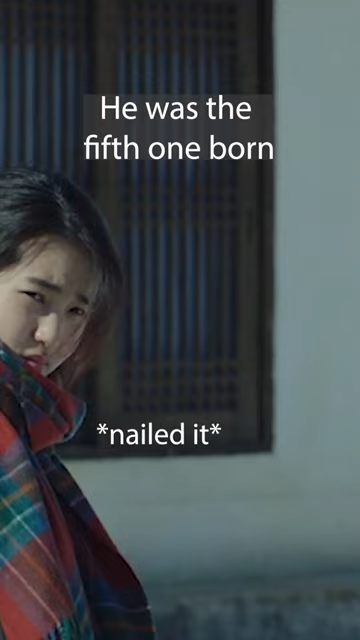 He was the
fifth one born
*nailed it*